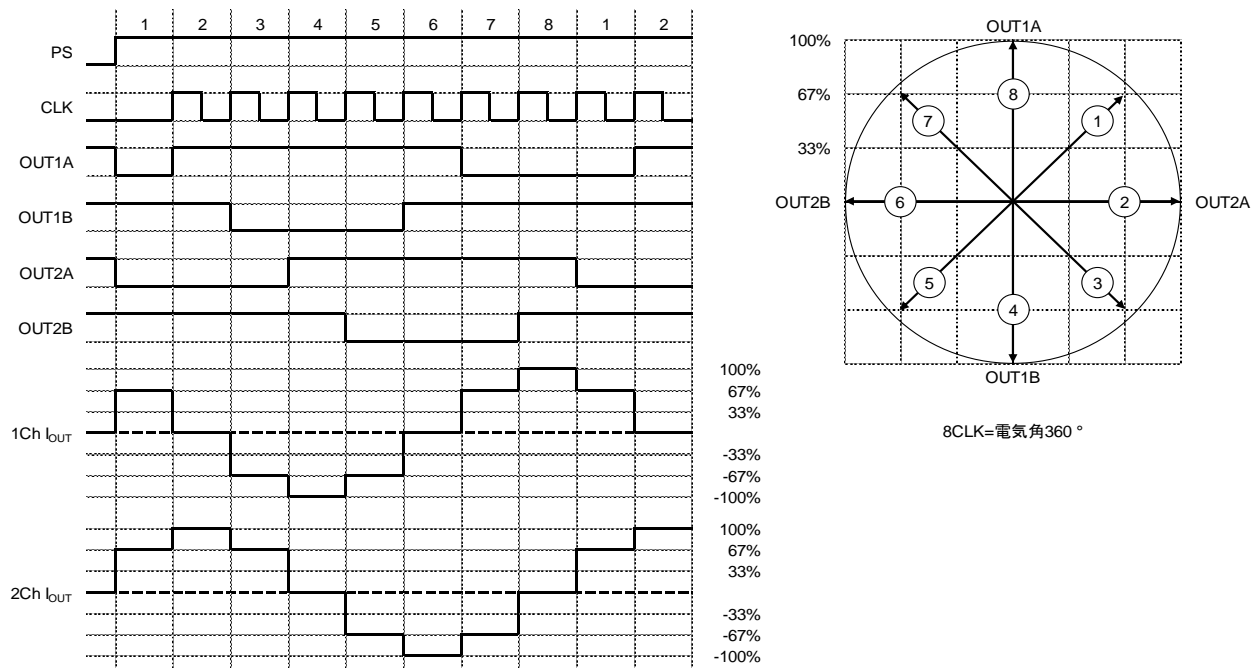 1 2 3 4 5 6 7 8 1 2
PS
CLK
OUT1A
OUT1B
OUT2A
OUT2B
1Ch IOUT
100%
67%
33%
-33%
-67%
-100%
2Ch IOUT
100%
67%
33%
-33%
-67%
-100%
OUT1A
100%
67%
33%
OUT2B
OUT2A
OUT1B
8
7
1
6
2
5
3
4
8CLK=電気角360 °